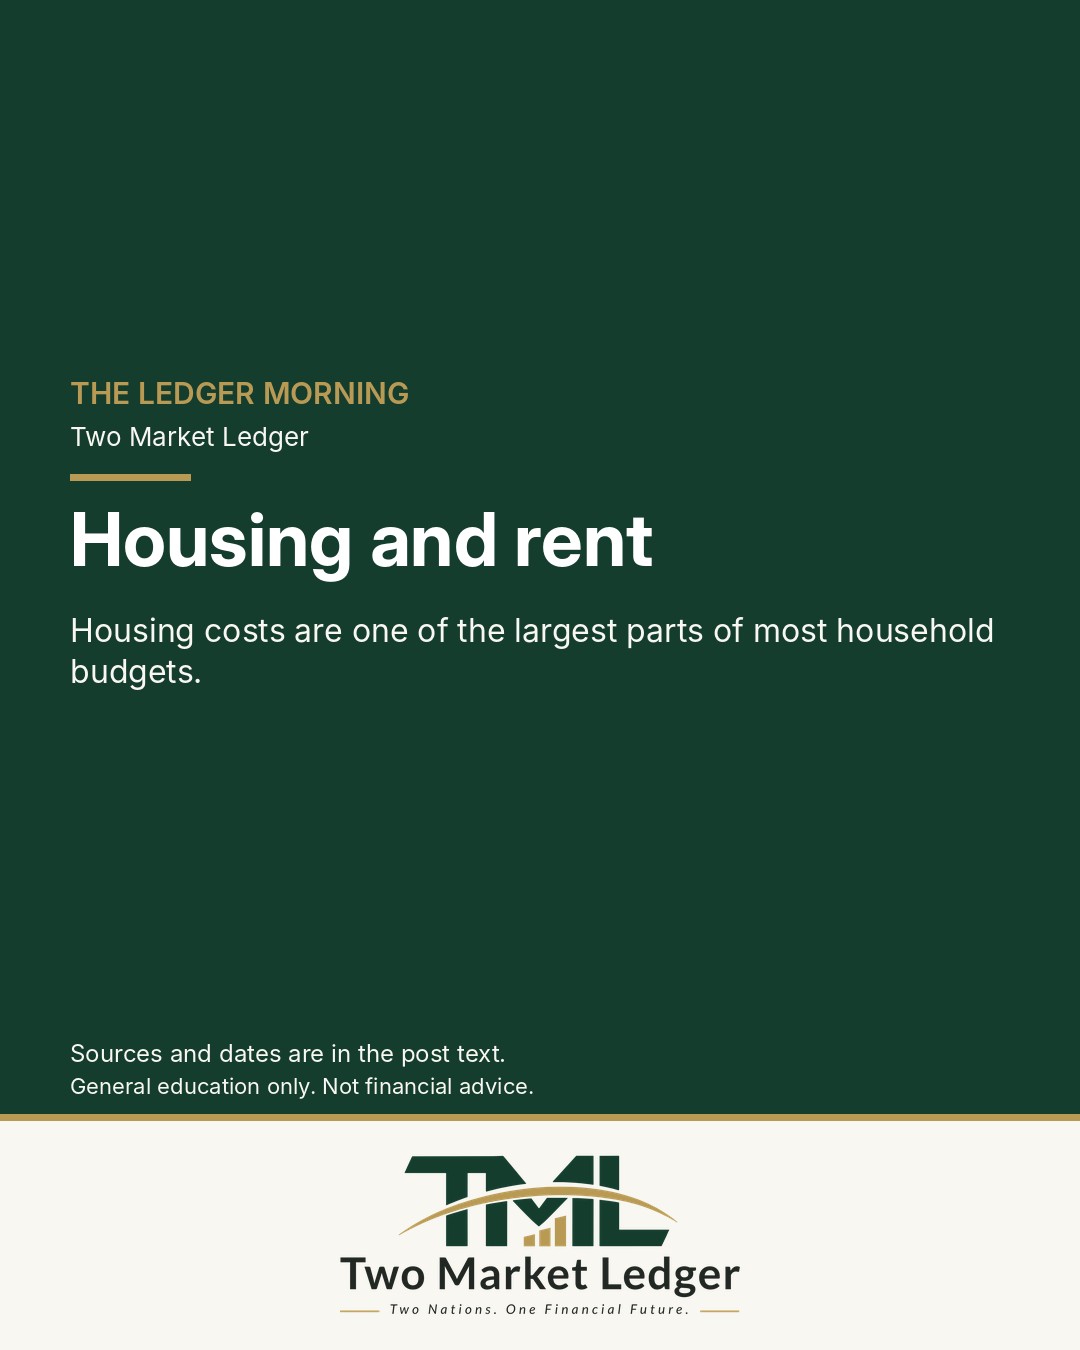 THE LEDGER MORNING
Two Market Ledger
Housing and rent
Housing costs are one of the largest parts of most household
budgets.
Sources and dates are in the post text.
General education only. Not financial advice.
TML
Two Market Ledger
Two Nations. One Financial Future.